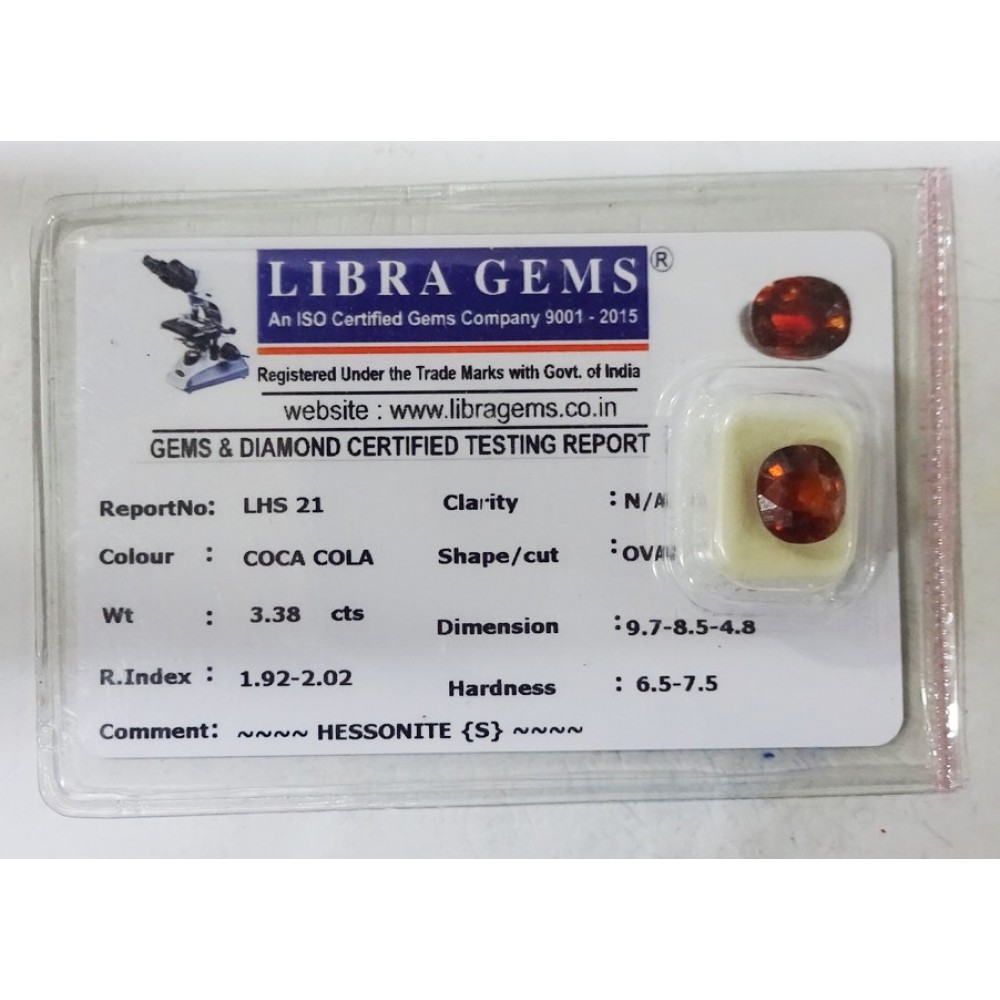 LIBRA GEMS ®
An ISO Certified Gems Company 9001 - 2015
Registered Under the Trade Marks with Govt. of India
website : www.libragems.co.in
GEMS & DIAMOND CERTIFIED TESTING REPORT
ReportNo: LHS 21 Clarity : N/A
Colour : COCA COLA Shape/cut :
Wt : 3.38 cts Dimension :9.7-8.5-4.8
R.Index : 1.92-2.02 Hardness : 6.5-7.5
Comment: ~~~~ HESSONITE {S} ~~~~